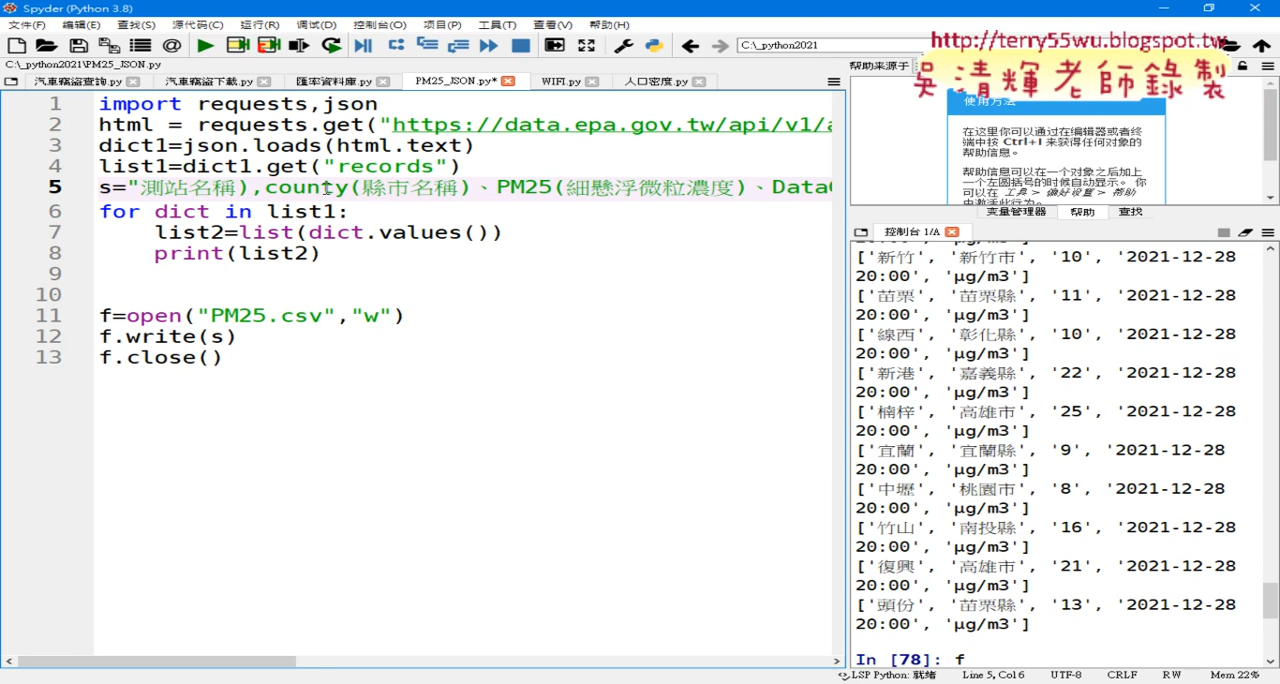 Spyder (Python 3.8)
文件(F) 编辑(E) 查找(S) 源代码(C) 运行(R) 调试(D) 控制台(O) 项目(P) 工具(T) 查看(V) 帮助(H)
C:\_python2021
http://terry55wu.blogspot.tw
吳清輝老師錄製
C:\_python2021\PM25_JSON.py
帮助来源于
汽車竊盜查詢.py 汽車竊盜下載.py 匯率資料庫.py PM25_JSON.py* WIFI.py 人口密度.py
使用方法
在这里你可以通过在编辑器或者终
端中按 Ctrl+I 来获得任何对象的
帮助信息。
帮助信息可以在一个对象之后加上
一个左圆括号的时候自动显示。 你
可以在 工具 > 偏好设置 > 帮助
中激活此行为。
变量管理器 帮助 查找
控制台 1/A
1 import requests,json
2 html = requests.get("https://data.epa.gov.tw/api/v1/
3 dict1=json.loads(html.text)
4 list1=dict1.get("records")
5 s="測站名稱),county(縣市名稱)、PM25(細懸浮微粒濃度)、Data
6 for dict in list1:
7 list2=list(dict.values())
8 print(list2)
9
10
11 f=open("PM25.csv","w")
12 f.write(s)
13 f.close()
['新竹', '新竹市', '10', '2021-12-28
20:00', 'μg/m3']
['苗栗', '苗栗縣', '11', '2021-12-28
20:00', 'μg/m3']
['線西', '彰化縣', '10', '2021-12-28
20:00', 'μg/m3']
['新港', '嘉義縣', '22', '2021-12-28
20:00', 'μg/m3']
['楠梓', '高雄市', '25', '2021-12-28
20:00', 'μg/m3']
['宜蘭', '宜蘭縣', '9', '2021-12-28
20:00', 'μg/m3']
['中壢', '桃園市', '8', '2021-12-28
20:00', 'μg/m3']
['竹山', '南投縣', '16', '2021-12-28
20:00', 'μg/m3']
['復興', '高雄市', '21', '2021-12-28
20:00', 'μg/m3']
['頭份', '苗栗縣', '13', '2021-12-28
20:00', 'μg/m3']
In [78]: f
LSP Python: 就绪 Line 5, Col 6 UTF-8 CRLF RW Mem 22%